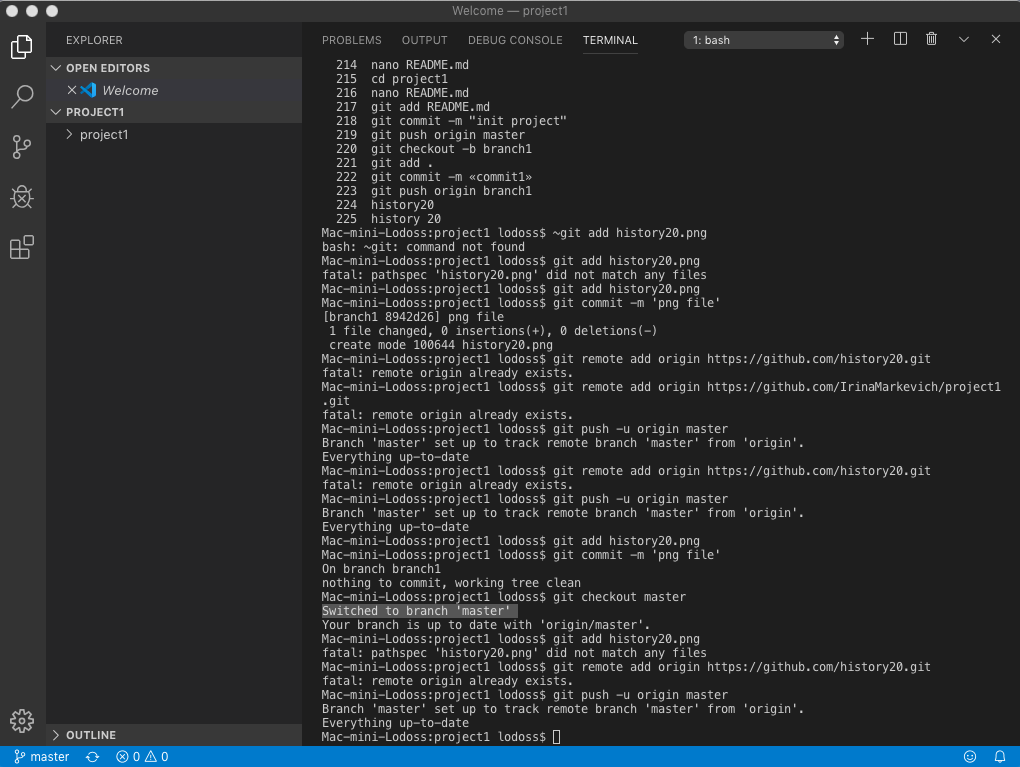 Welcome — project1
EXPLORER
OPEN EDITORS
Welcome
PROJECT1
project1
OUTLINE
PROBLEMS OUTPUT DEBUG CONSOLE TERMINAL 1: bash
214 nano README.md
215 cd project1
216 nano README.md
217 git add README.md
218 git commit -m "init project"
219 git push origin master
220 git checkout -b branch1
221 git add .
222 git commit -m «commit1»
223 git push origin branch1
224 history20
225 history 20
Mac-mini-Lodoss:project1 lodoss$ ~git add history20.png
bash: ~git: command not found
Mac-mini-Lodoss:project1 lodoss$ git add history20.png
fatal: pathspec 'history20.png' did not match any files
Mac-mini-Lodoss:project1 lodoss$ git add history20.png
Mac-mini-Lodoss:project1 lodoss$ git commit -m 'png file'
[branch1 8942d26] png file
1 file changed, 0 insertions(+), 0 deletions(-)
create mode 100644 history20.png
Mac-mini-Lodoss:project1 lodoss$ git remote add origin https://github.com/history20.git
fatal: remote origin already exists.
Mac-mini-Lodoss:project1 lodoss$ git remote add origin https://github.com/IrinaMarkevich/project1
.git
fatal: remote origin already exists.
Mac-mini-Lodoss:project1 lodoss$ git push -u origin master
Branch 'master' set up to track remote branch 'master' from 'origin'.
Everything up-to-date
Mac-mini-Lodoss:project1 lodoss$ git remote add origin https://github.com/history20.git
fatal: remote origin already exists.
Mac-mini-Lodoss:project1 lodoss$ git push -u origin master
Branch 'master' set up to track remote branch 'master' from 'origin'.
Everything up-to-date
Mac-mini-Lodoss:project1 lodoss$ git add history20.png
Mac-mini-Lodoss:project1 lodoss$ git commit -m 'png file'
On branch branch1
nothing to commit, working tree clean
Mac-mini-Lodoss:project1 lodoss$ git checkout master
Switched to branch 'master'
Your branch is up to date with 'origin/master'.
Mac-mini-Lodoss:project1 lodoss$ git add history20.png
fatal: pathspec 'history20.png' did not match any files
Mac-mini-Lodoss:project1 lodoss$ git remote add origin https://github.com/history20.git
fatal: remote origin already exists.
Mac-mini-Lodoss:project1 lodoss$ git push -u origin master
Branch 'master' set up to track remote branch 'master' from 'origin'.
Everything up-to-date
Mac-mini-Lodoss:project1 lodoss$
master 0 0